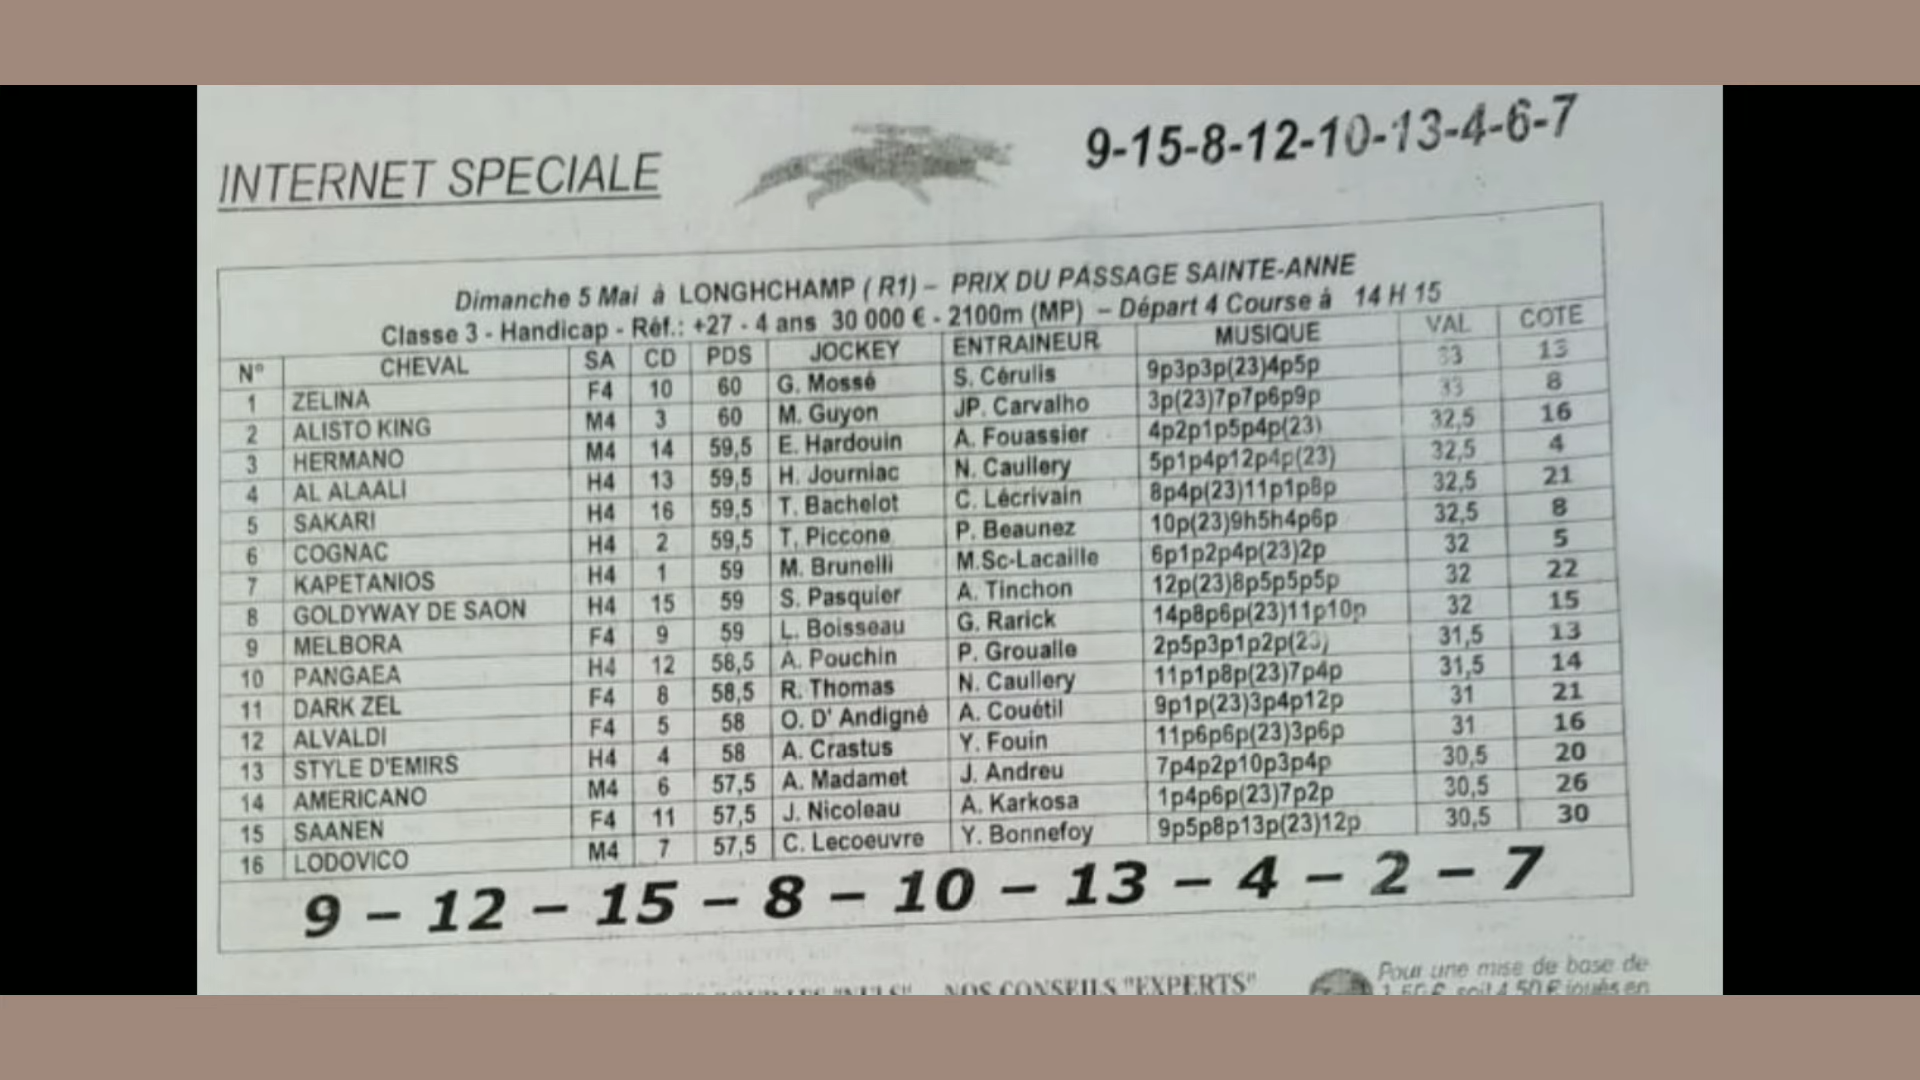 INTERNET SPECIALE
9-15-8-12-10-13-4-6-7
Dimanche 5 Mai à LONGHCHAMP ( R1) – PRIX DU PASSAGE SAINTE-ANNE
Classe 3 - Handicap - Réf.: +27 - 4 ans 30 000 € - 2100m (MP) – Départ 4 Course à 14 H 15
N° CHEVAL SA CD PDS JOCKEY ENTRAINEUR MUSIQUE VAL COTE
1 ZELINA F4 10 60 G. Mossé S. Cérulis 9p3p3p(23)4p5p 33 13
2 ALISTO KING M4 3 60 M. Guyon JP. Carvalho 3p(23)7p7p6p9p 33 8
3 HERMANO M4 14 59,5 E. Hardouin A. Fouassier 4p2p1p5p4p(23) 32,5 16
4 AL ALAALI H4 13 59,5 H. Journiac N. Caullery 5p1p4p12p4p(23) 32,5 4
5 SAKARI H4 16 59,5 T. Bachelot C. Lécrivain 8p4p(23)11p1p8p 32,5 21
6 COGNAC H4 2 59,5 T. Piccone P. Beaunez 10p(23)9h5h4p6p 32,5 8
7 KAPETANIOS H4 1 59 M. Brunelli M.Sc-Lacaille 6p1p2p4p(23)2p 32 5
8 GOLDYWAY DE SAON H4 15 59 S. Pasquier A. Tinchon 12p(23)8p5p5p5p 32 22
9 MELBORA F4 9 59 L. Boisseau G. Rarick 14p8p6p(23)11p10p 32 15
10 PANGAEA H4 12 58,5 A. Pouchin P. Groualle 2p5p3p1p2p(23) 31,5 13
11 DARK ZEL F4 8 58,5 R. Thomas N. Caullery 11p1p8p(23)7p4p 31,5 14
12 ALVALDI F4 5 58 O. D' Andigné A. Couétil 9p1p(23)3p4p12p 31 21
13 STYLE D'EMIRS H4 4 58 A. Crastus Y. Fouin 11p6p6p(23)3p6p 31 16
14 AMERICANO M4 6 57,5 A. Madamet J. Andreu 7p4p2p10p3p4p 30,5 20
15 SAANEN F4 11 57,5 J. Nicoleau A. Karkosa 1p4p6p(23)7p2p 30,5 26
16 LODOVICO M4 7 57,5 C. Lecoeuvre Y. Bonnefoy 9p5p8p13p(23)12p 30,5 30
9 – 12 – 15 – 8 – 10 – 13 – 4 – 2 – 7
NOS CONSEILS "EXPERTS"
Pour une mise de base de
1,50 € soit 4,50 € joués en